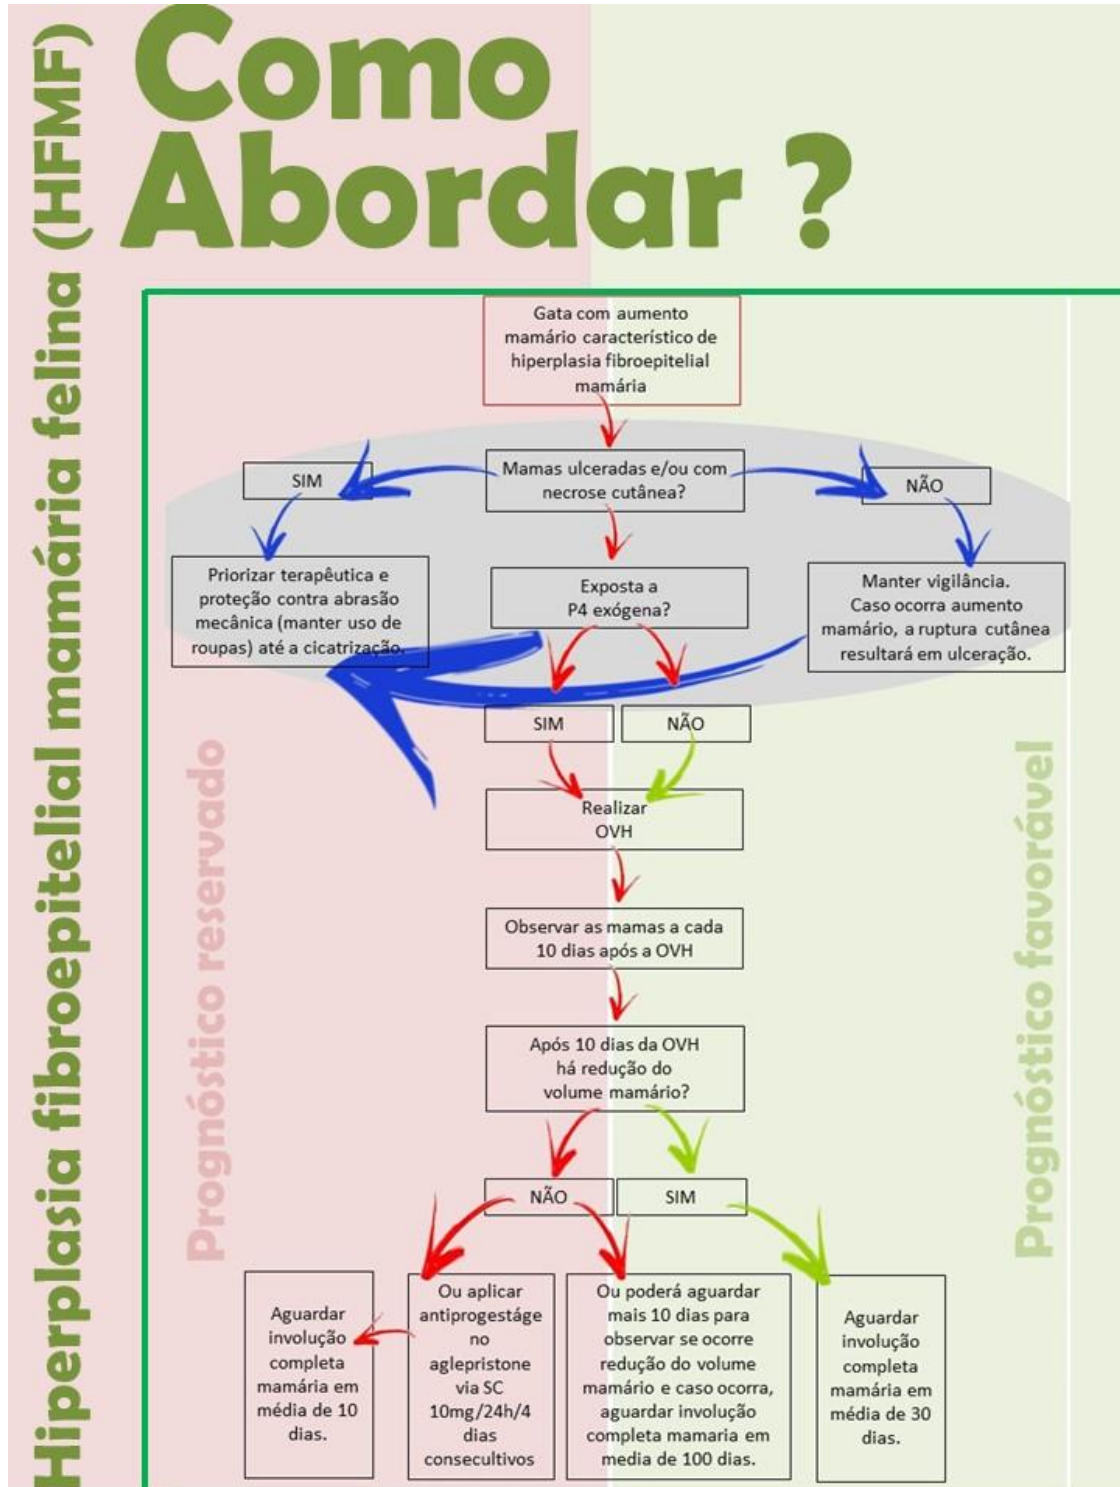 Hiperplasia fibroepitelial mamária felina (HFMF)
Como
Abordar ?
Gata com aumento
mamário característico de
hiperplasia fibroepitelial
mamária
Mamas ulceradas e/ou com
necrose cutânea?
SIM
NÃO
Priorizar terapêutica e
proteção contra abrasão
mecânica (manter uso de
roupas) até a cicatrização.
Exposta a
P4 exógena?
Manter vigilância.
Caso ocorra aumento
mamário, a ruptura cutânea
resultará em ulceração.
SIM
NÃO
Realizar
OVH
Prognóstico reservado
Prognóstico favorável
Observar as mamas a cada
10 dias após a OVH
Após 10 dias da OVH
há redução do
volume mamário?
NÃO
SIM
Aguardar
involução
completa
mamária em
média de 10
dias.
Ou aplicar
antiprogestáge
no
aglepristone
via SC
10mg/24h/4
dias
consecultivos
Ou poderá aguardar
mais 10 dias para
observar se ocorre
redução do volume
mamário e caso ocorra,
aguardar involução
completa mamaria em
media de 100 dias.
Aguardar
involução
completa
mamária em
média de 30
dias.